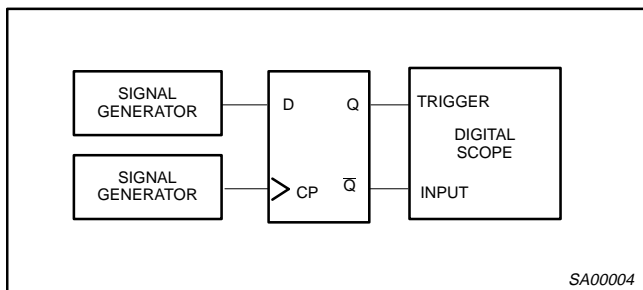 SIGNAL
GENERATOR
D
Q
TRIGGER
DIGITAL
SCOPE
SIGNAL
GENERATOR
CP
Q̅
INPUT
SA00004